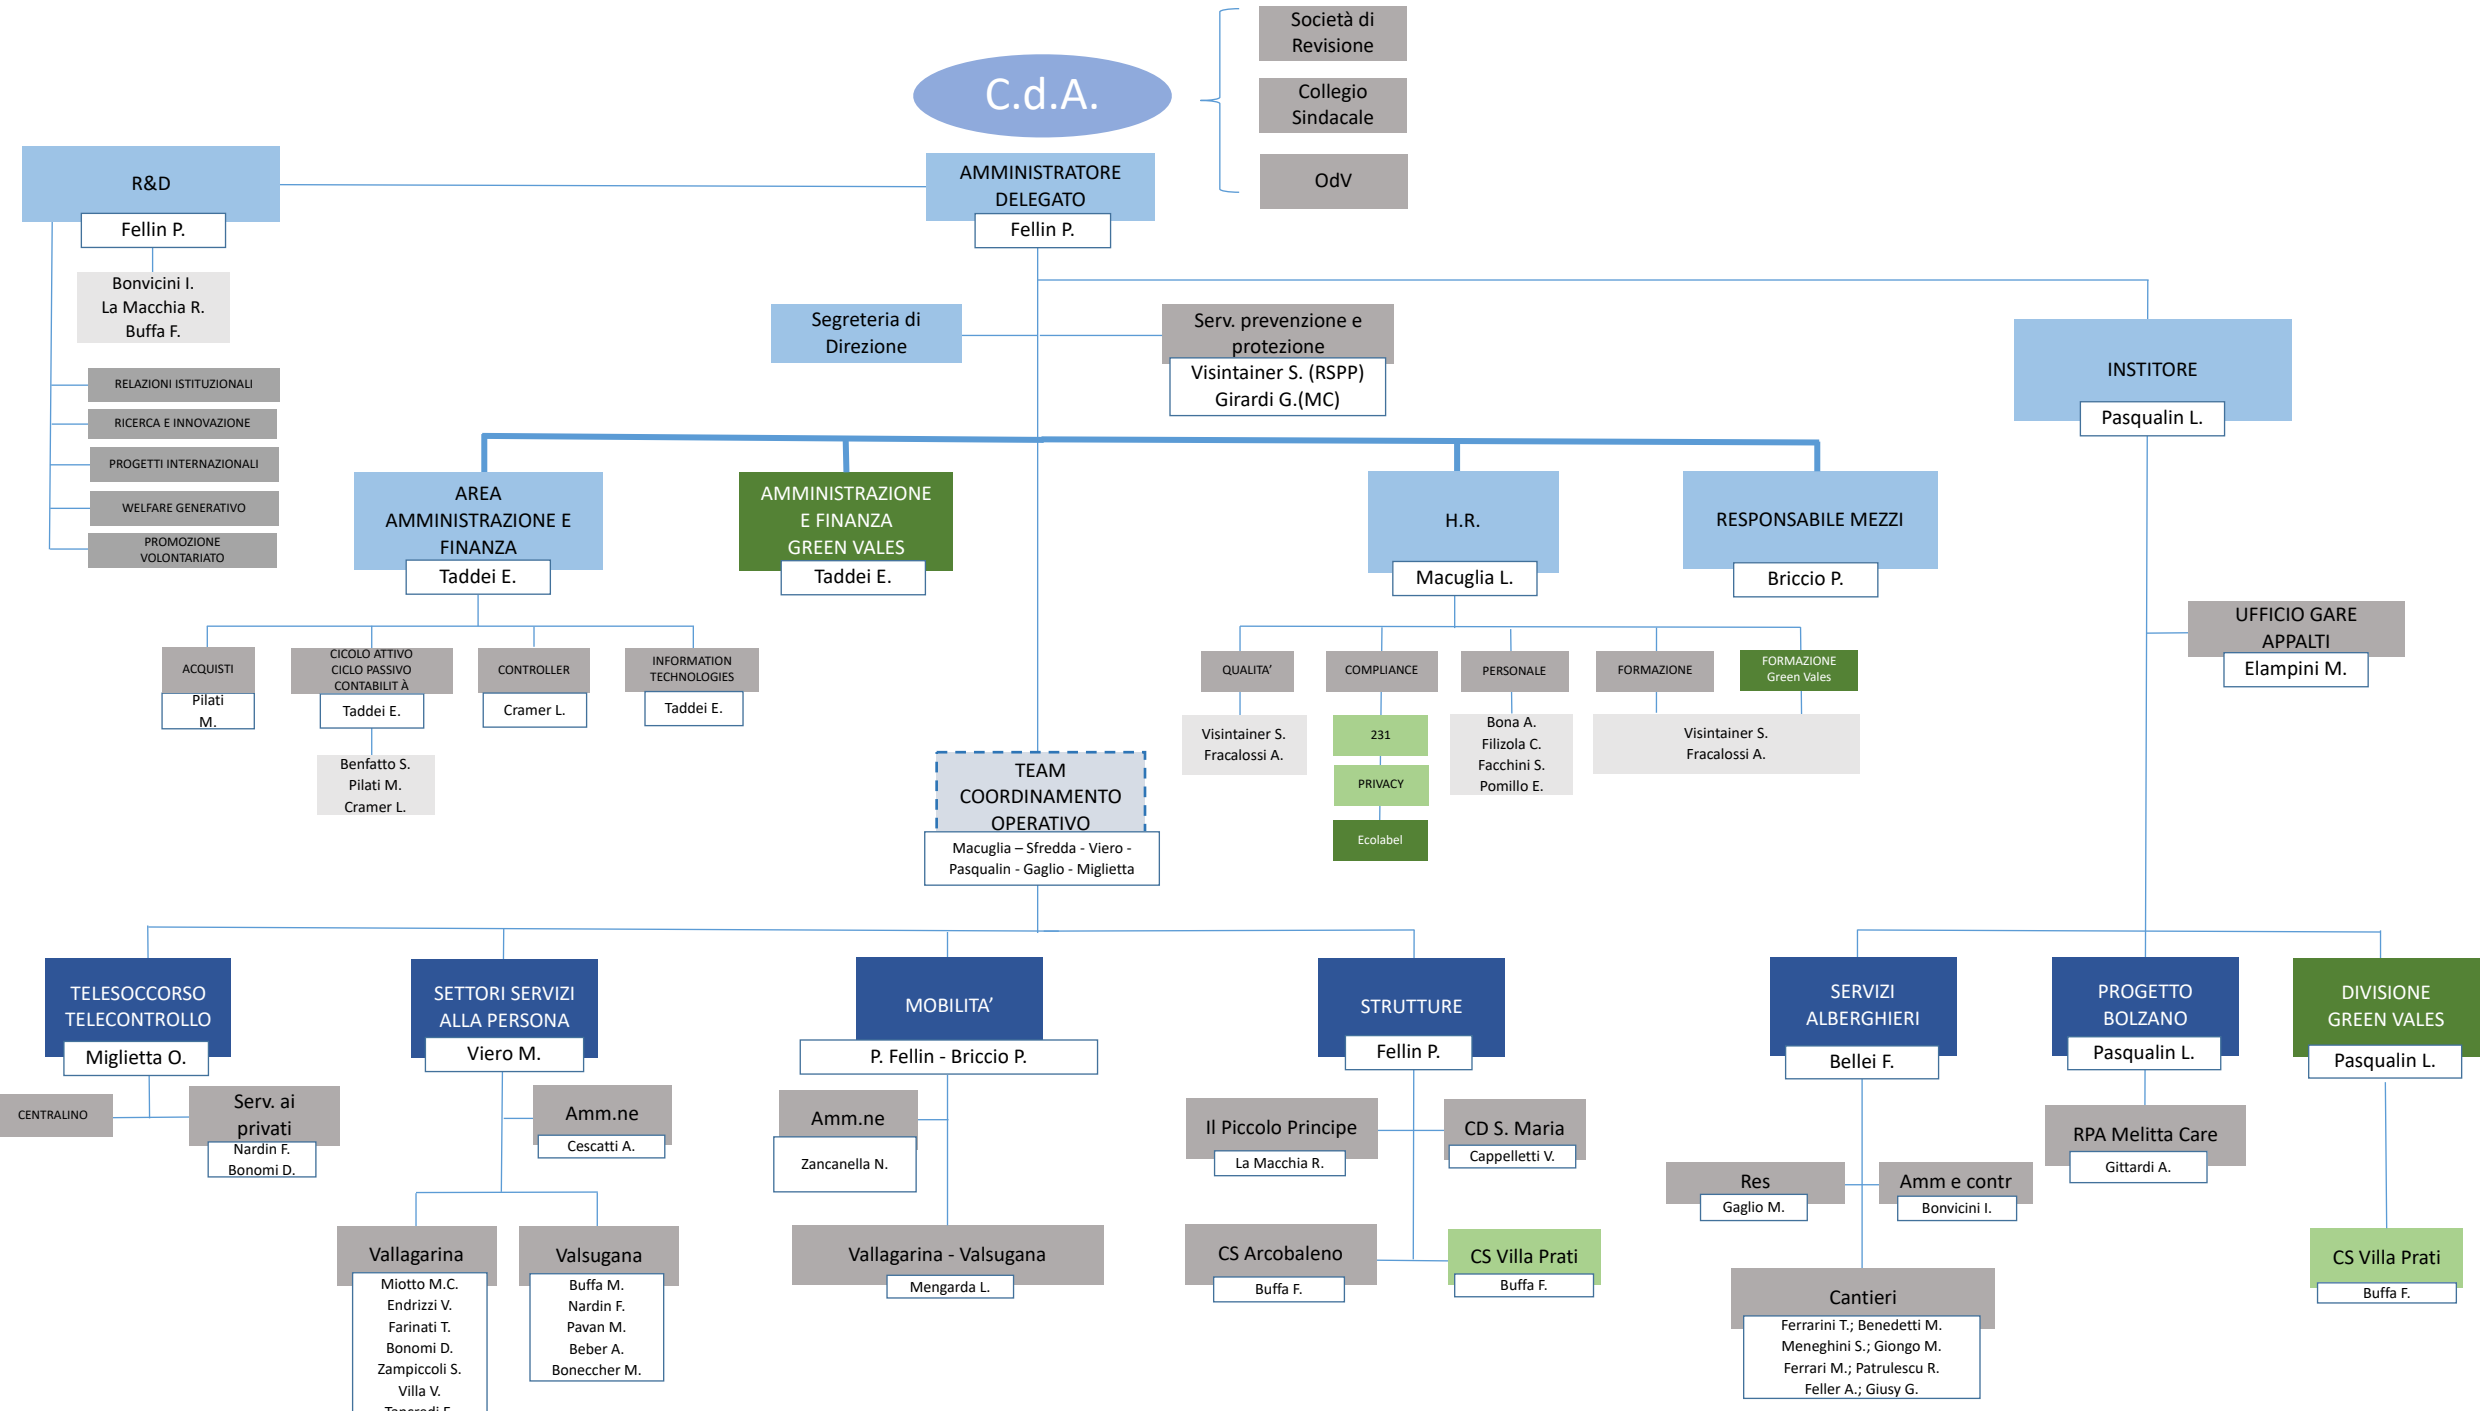 Società di
Revisione
C.d.A.
Collegio
Sindacale
OdV
R&D
Fellin P.
AMMINISTRATORE
DELEGATO
Fellin P.
Bonvicini I.
La Macchia R.
Buffa F.
RELAZIONI ISTITUZIONALI
RICERCA E INNOVAZIONE
PROGETTI INTERNAZIONALI
WELFARE GENERATIVO
PROMOZIONE
VOLONTARIATO
Segreteria di
Direzione
Serv. prevenzione e
protezione
Visintainer S. (RSPP)
Girardi G.(MC)
INSTITORE
Pasqualin L.
AREA
AMMINISTRAZIONE E
FINANZA
Taddei E.
AMMINISTRAZIONE
E FINANZA
GREEN VALES
Taddei E.
H.R.
Macuglia L.
RESPONSABILE MEZZI
Briccio P.
UFFICIO GARE
APPALTI
Elampini M.
ACQUISTI
Pilati
M.
CICOLO ATTIVO
CICLO PASSIVO
CONTABILIT À
Taddei E.
Benfatto S.
Pilati M.
Cramer L.
CONTROLLER
Cramer L.
INFORMATION
TECHNOLOGIES
Taddei E.
QUALITA'
Visintainer S.
Fracalossi A.
COMPLIANCE
231
PRIVACY
Ecolabel
PERSONALE
Bona A.
Filizola C.
Facchini S.
Pomillo E.
FORMAZIONE
FORMAZIONE
Green Vales
Visintainer S.
Fracalossi A.
TEAM
COORDINAMENTO
OPERATIVO
Macuglia – Sfredda - Viero -
Pasqualin - Gaglio - Miglietta
TELESOCCORSO
TELECONTROLLO
Miglietta O.
CENTRALINO
Serv. ai
privati
Nardin F.
Bonomi D.
SETTORI SERVIZI
ALLA PERSONA
Viero M.
Amm.ne
Cescatti A.
Vallagarina
Miotto M.C.
Endrizzi V.
Farinati T.
Bonomi D.
Zampiccoli S.
Villa V.
Valsugana
Buffa M.
Nardin F.
Pavan M.
Beber A.
Boneccher M.
MOBILITA'
P. Fellin - Briccio P.
Amm.ne
Zancanella N.
Vallagarina - Valsugana
Mengarda L.
STRUTTURE
Fellin P.
Il Piccolo Principe
La Macchia R.
CD S. Maria
Cappelletti V.
CS Arcobaleno
Buffa F.
CS Villa Prati
Buffa F.
SERVIZI
ALBERGHIERI
Bellei F.
Res
Gaglio M.
Amm e contr
Bonvicini I.
Cantieri
Ferrarini T.; Benedetti M.
Meneghini S.; Giongo M.
Ferrari M.; Patrulescu R.
Feller A.; Giusy G.
PROGETTO
BOLZANO
Pasqualin L.
RPA Melitta Care
Gittardi A.
DIVISIONE
GREEN VALES
Pasqualin L.
CS Villa Prati
Buffa F.